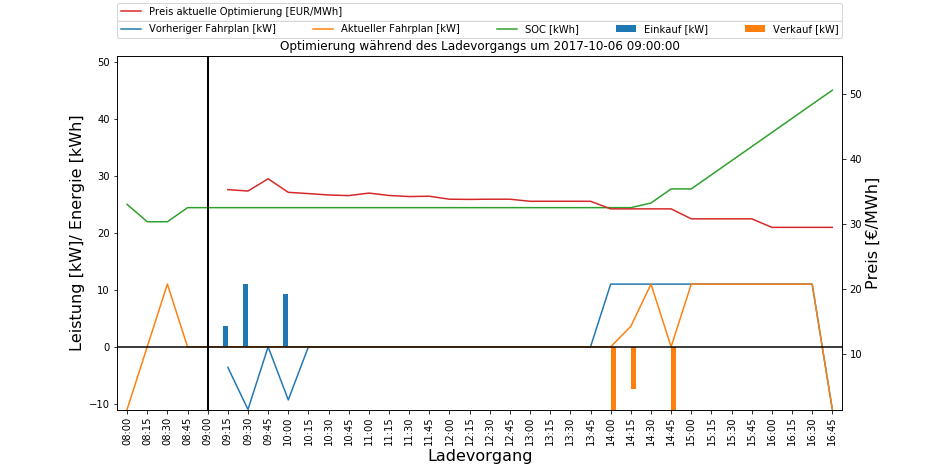 Preis aktuelle Optimierung [EUR/MWh]
Vorheriger Fahrplan [kW] Aktueller Fahrplan [kW] SOC [kWh] Einkauf [kW] Verkauf [kW]
Optimierung während des Ladevorgangs um 2017-10-06 09:00:00
Leistung [kW]/ Energie [kWh]
50
40
30
20
10
0
−10
50
40
30
20
10
Preis [€/MWh]
08:00 08:15 08:30 08:45 09:00 09:15 09:30 09:45 10:00 10:15 10:30 10:45 11:00 11:15 11:30 11:45 12:00 12:15 12:30 12:45 13:00 13:15 13:30 13:45 14:00 14:15 14:30 14:45 15:00 15:15 15:30 15:45 16:00 16:15 16:30 16:45
Ladevorgang